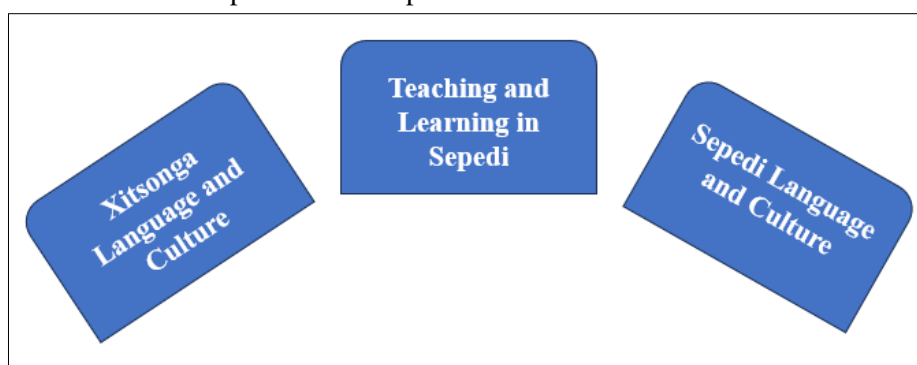 Xitsonga
Language and
Culture
Teaching and
Learning in
Sepedi
Sepedi Language
and Culture